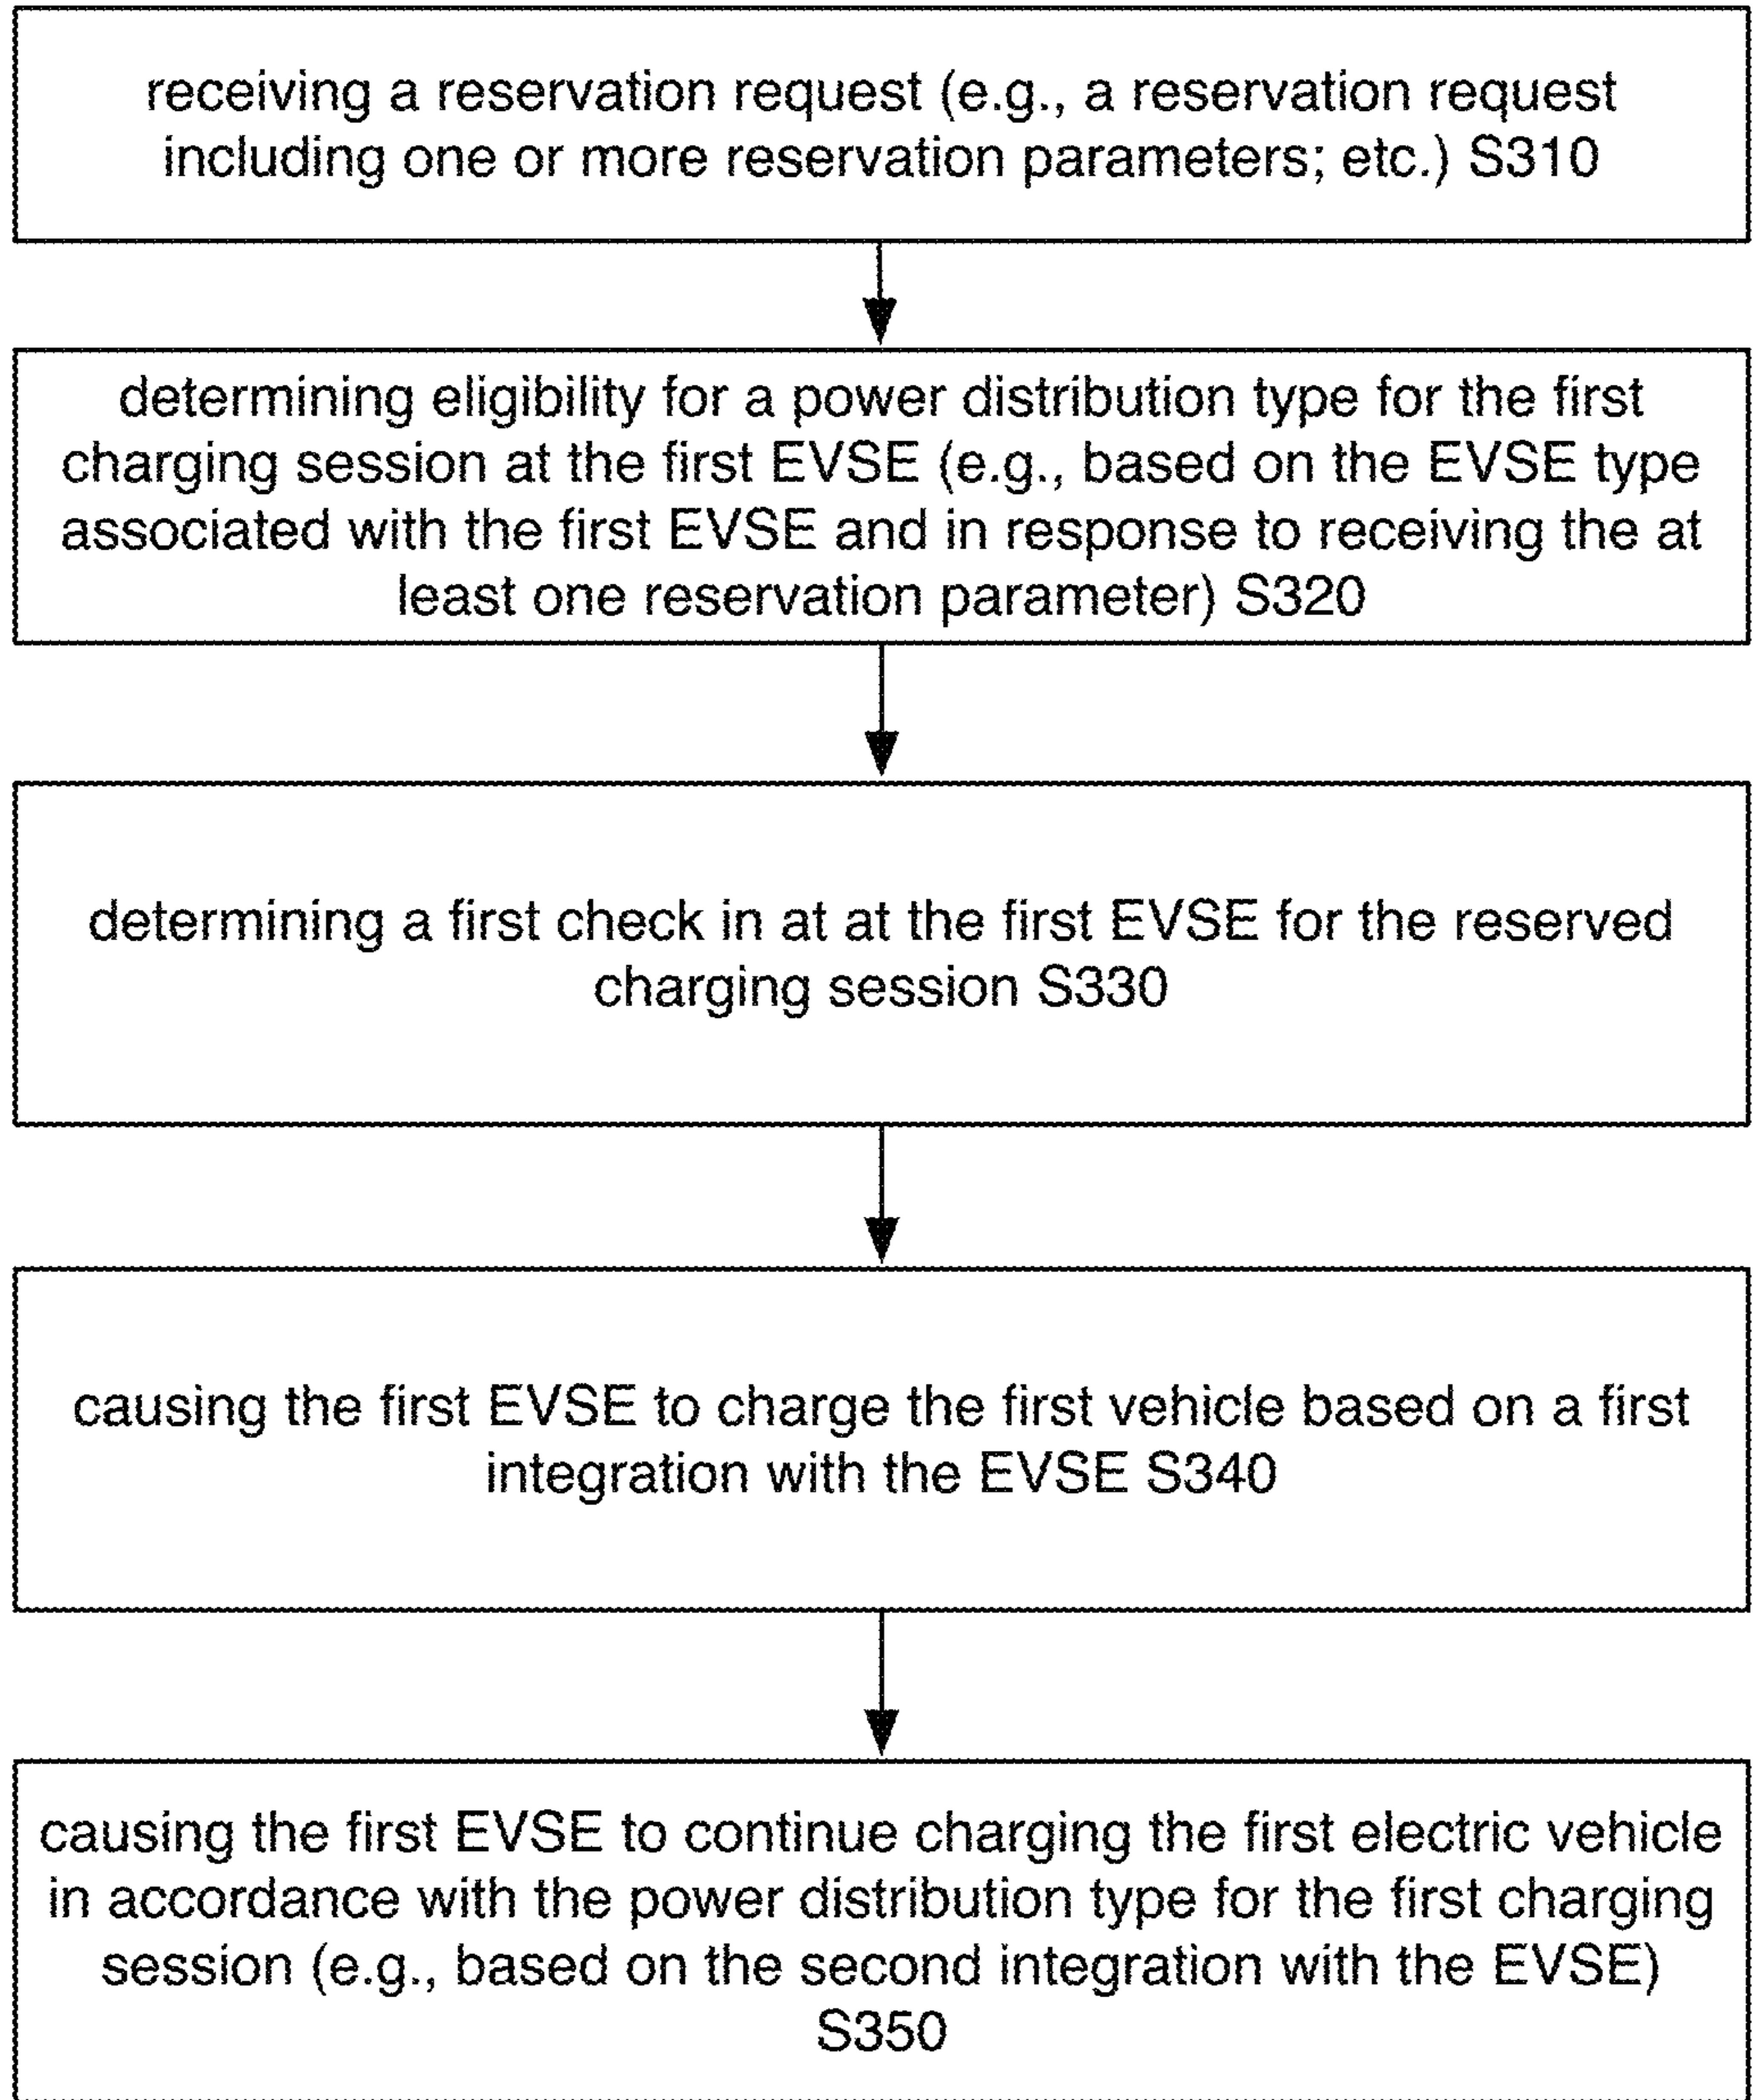 receiving a reservation request (e.g., a reservation request
including one or more reservation parameters; etc.) S310
determining eligibility for a power distribution type for the first
charging session at the first EVSE (e.g., based on the EVSE type
associated with the first EVSE and in response to receiving the at
least one reservation parameter) S320
determining a first check in at at the first EVSE for the reserved
charging session S330
causing the first EVSE to charge the first vehicle based on a first
integration with the EVSE S340
causing the first EVSE to continue charging the first electric vehicle
in accordance with the power distribution type for the first charging
session (e.g., based on the second integration with the EVSE)
S350